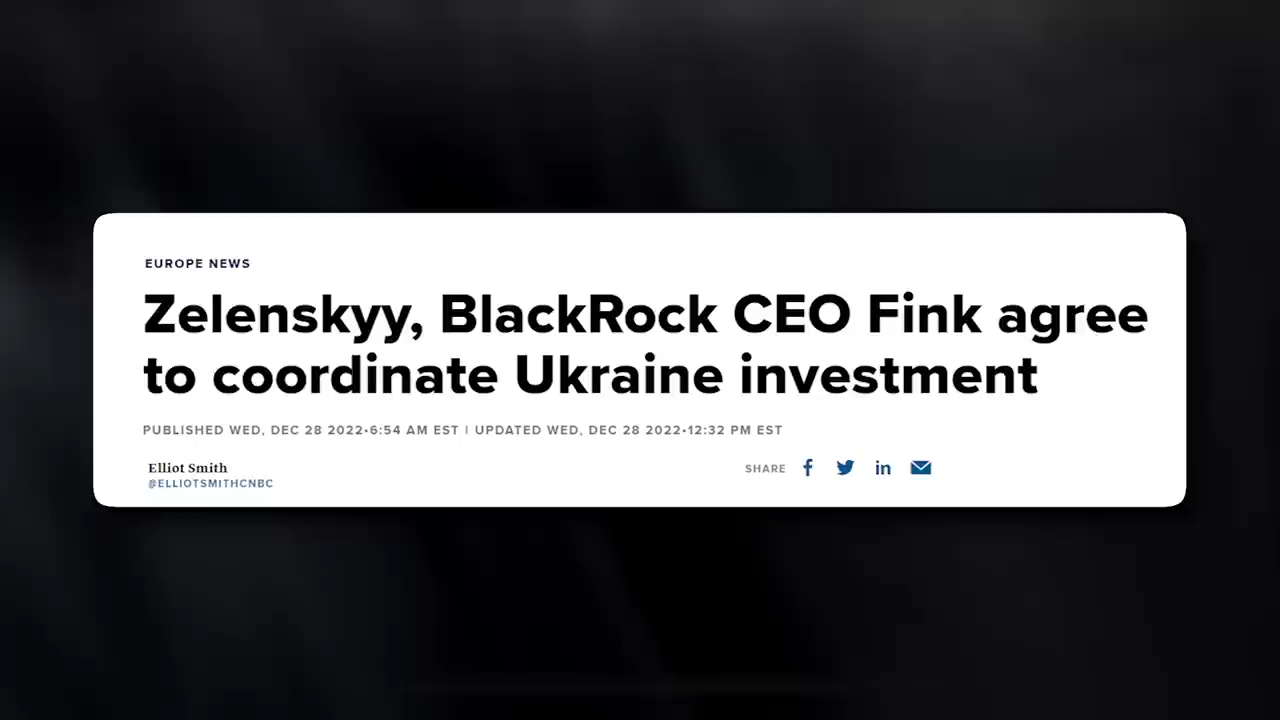 EUROPE NEWS
Zelenskyy, BlackRock CEO Fink agree
to coordinate Ukraine investment
PUBLISHED WED, DEC 28 2022•6:54 AM EST | UPDATED WED, DEC 28 2022•12:32 PM EST
Elliot Smith
@ELLIOTSMITHCNBC
SHARE